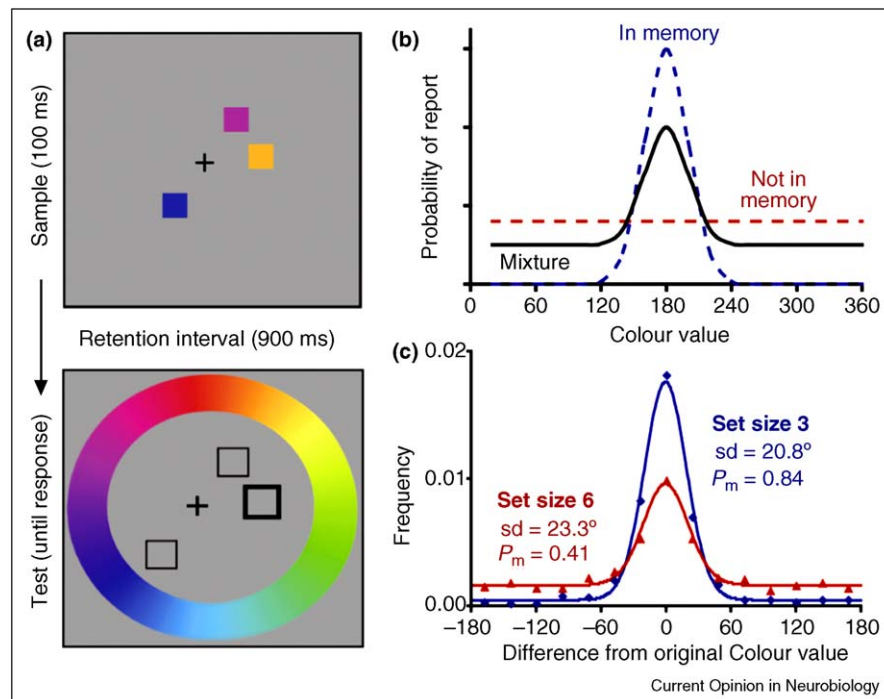 (a)
Sample (100 ms)
Retention interval (900 ms)
Test (until response)
(b)
In memory
Probability of report
Not in
memory
Mixture
0 60 120 180 240 300 360
Colour value
(c)
0.02
Frequency
0.01
0.00
Set size 3
sd = 20.8º
Pm = 0.84
Set size 6
sd = 23.3º
Pm = 0.41
−180 −120 −60 0 60 120 180
Difference from original Colour value
Current Opinion in Neurobiology